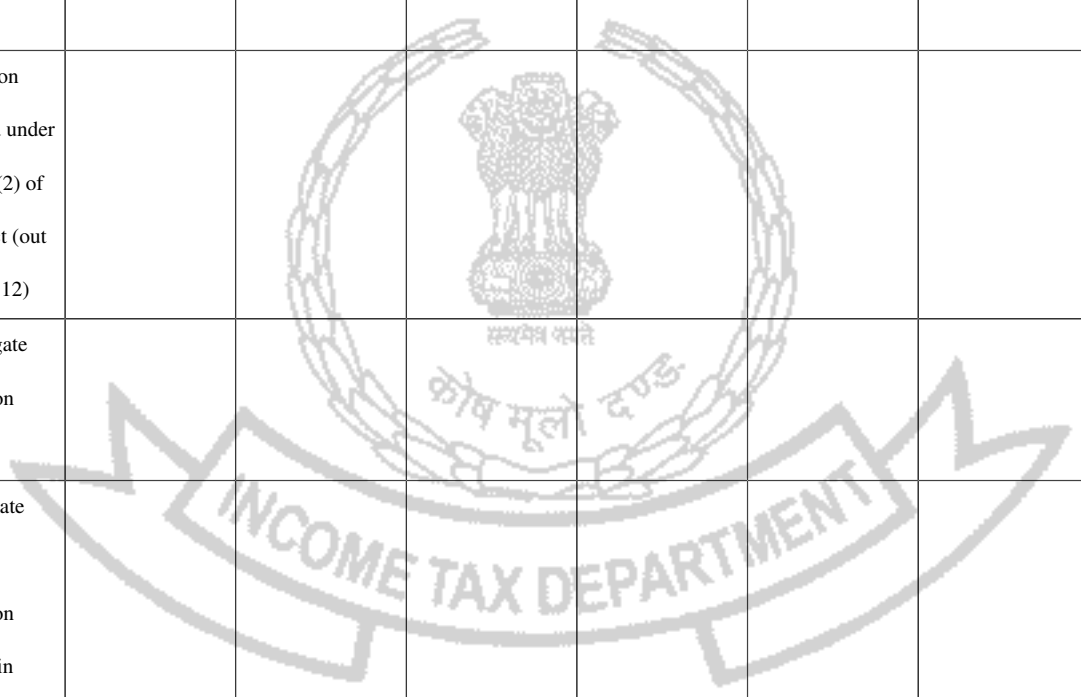 on
under
(2) of
t (out
12)
gate
on
ate
on
in
सत्यमेव जयते
कोष मूलो दण्ड
INCOME TAX DEPARTMENT